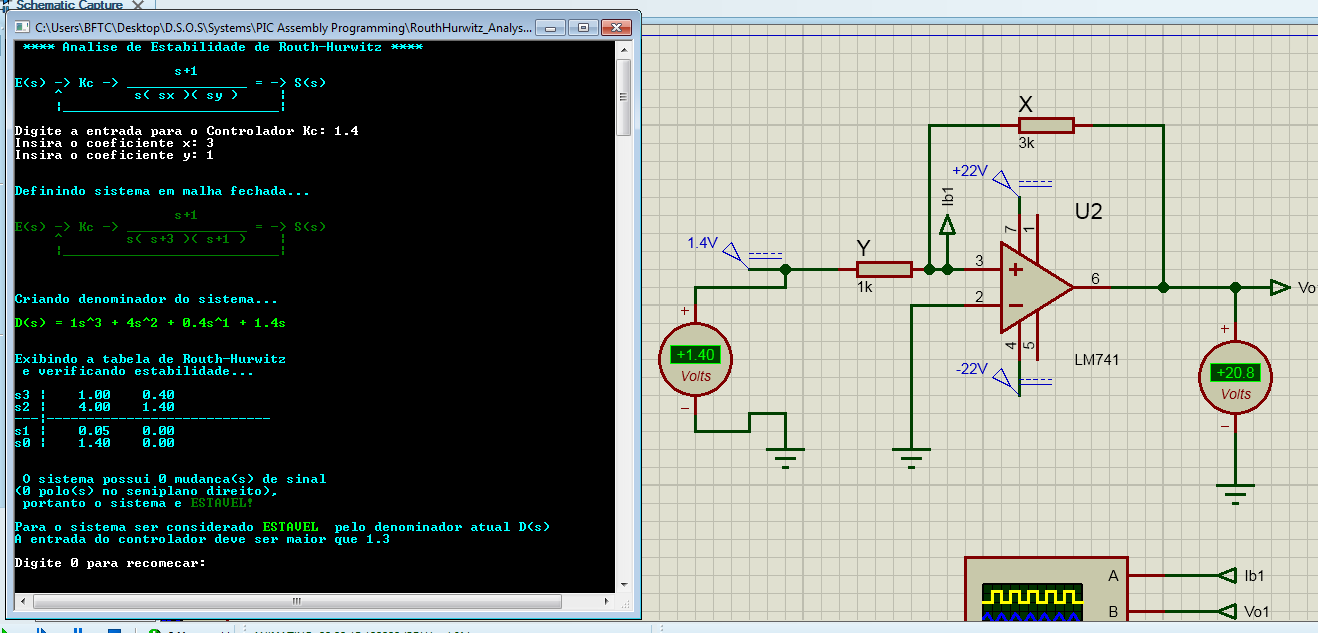 Schematic Capture
C:\Users\BFTC\Desktop\D.S.O.S\Systems\PIC Assembly Programming\RouthHurwitz_Analys...
**** Analise de Estabilidade de Routh-Hurwitz ****
s+1
E(s) -> Kc -> _______________ = -> S(s)
s( sx )( sy )
Digite a entrada para o Controlador Kc: 1.4
Insira o coeficiente x: 3
Insira o coeficiente y: 1
Definindo sistema em malha fechada...
s+1
E(s) -> Kc -> _______________ = -> S(s)
s( s+3 )( s+1 )
Criando denominador do sistema...
D(s) = 1s^3 + 4s^2 + 0.4s^1 + 1.4s
Exibindo a tabela de Routh-Hurwitz
e verificando estabilidade...
s3 ¦ 1.00 0.40
s2 ¦ 4.00 1.40
s1 ¦ 0.05 0.00
s0 ¦ 1.40 0.00
O sistema possui 0 mudanca(s) de sinal
(0 polo(s) no semiplano direito),
portanto o sistema e ESTAVEL!
Para o sistema ser considerado ESTAVEL pelo denominador atual D(s)
A entrada do controlador deve ser maior que 1.3
Digite 0 para recomecar:
X
3k
+22V
Ib1
U2
7
1
1.4V
Y
1k
3
2
6
4
5
LM741
-22V
Vo
+
+1.40
Volts
−
+
+20.8
Volts
−
A
Ib1
B
Vo1